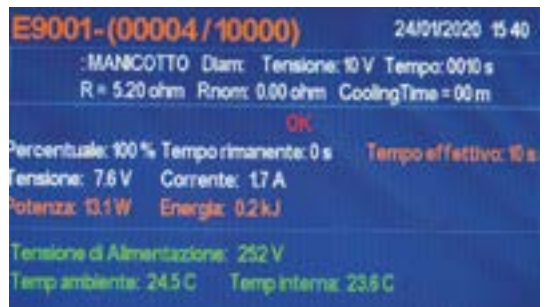 E9001-(00004/10000) 24/01/2020 15 40
: MANICOTTO Diam: Tensione: 10 V Tempo: 0010 s
R = 5.20 ohm Rnom: 0.00 ohm CoolingTime = 00 m
OK
Percentuale: 100 % Tempo rimanente: 0 s Tempo effettivo: 10 s
Tensione: 7.6 V Corrente: 1.7 A
Potenza: 13.1 W Energia: 0.2 kJ
Tensione di Alimentazione: 252 V
Temp ambiente: 24.5 C Temp interna: 23.6 C